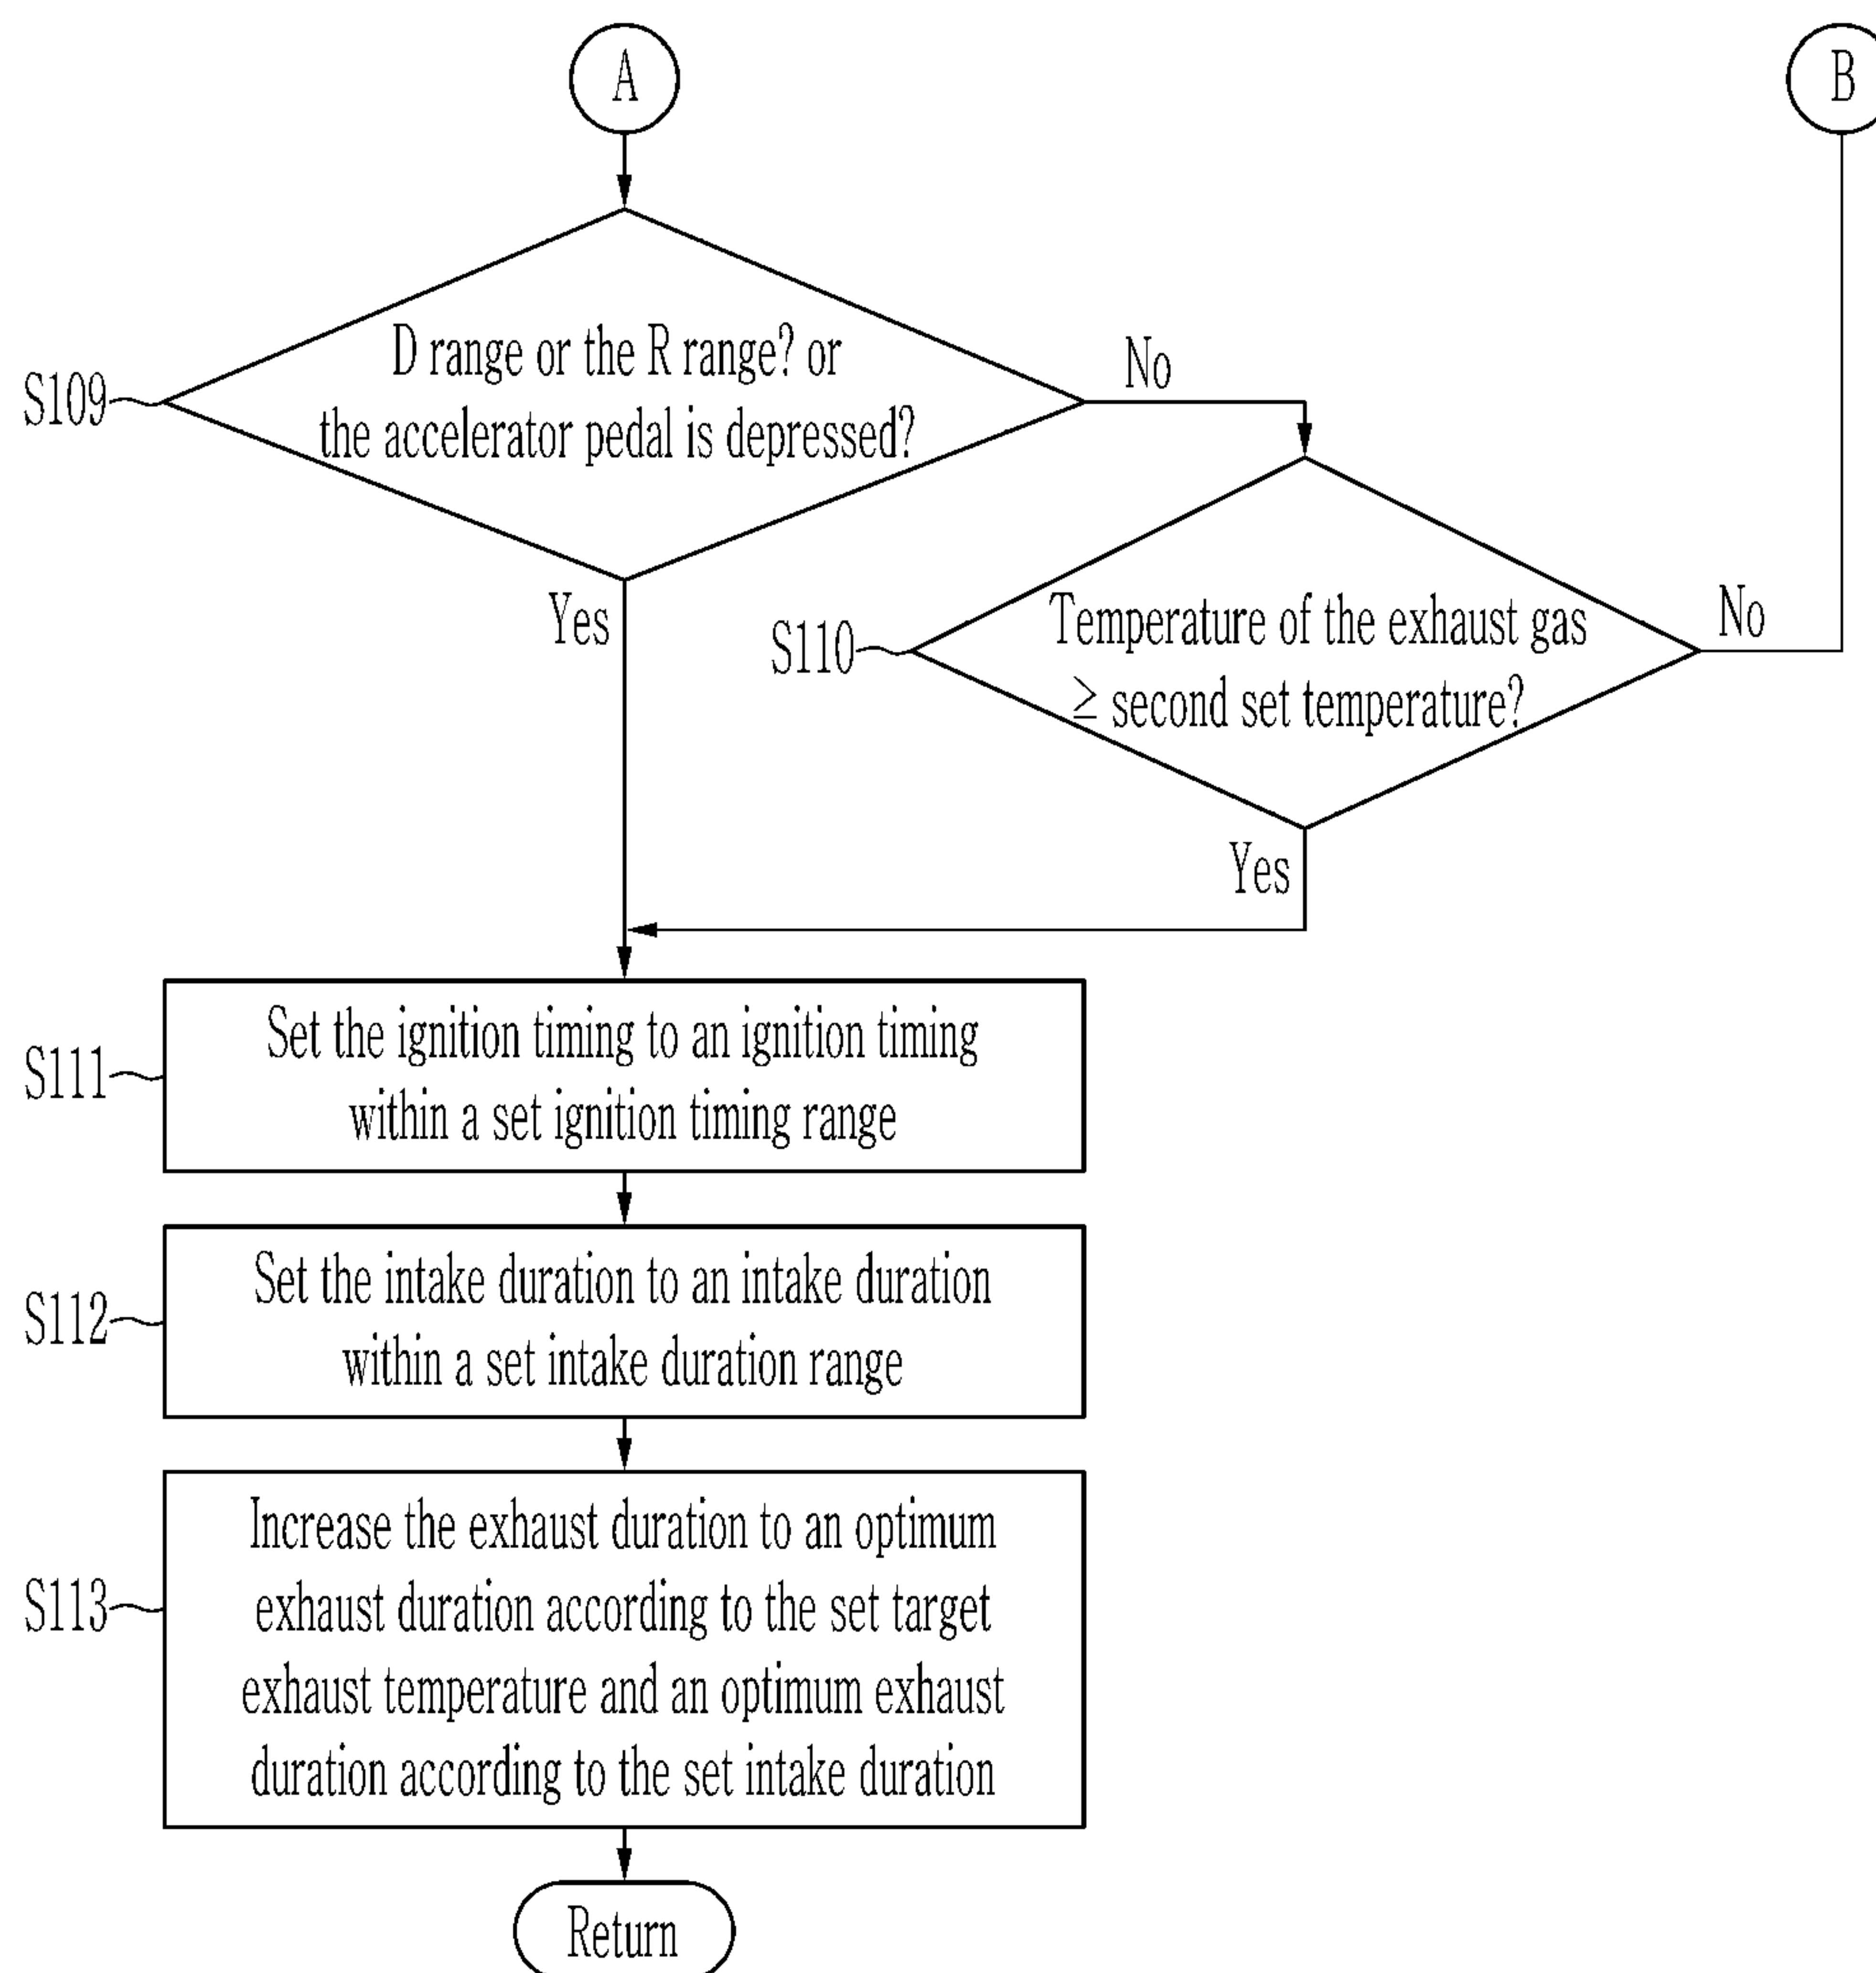 A
B
D range or the R range? or
the accelerator pedal is depressed?
S109
No
Yes
Temperature of the exhaust gas
≧ second set temperature?
S110
No
Yes
Set the ignition timing to an ignition timing
within a set ignition timing range
S111
Set the intake duration to an intake duration
within a set intake duration range
S112
Increase the exhaust duration to an optimum
exhaust duration according to the set target
exhaust temperature and an optimum exhaust
duration according to the set intake duration
S113
Return